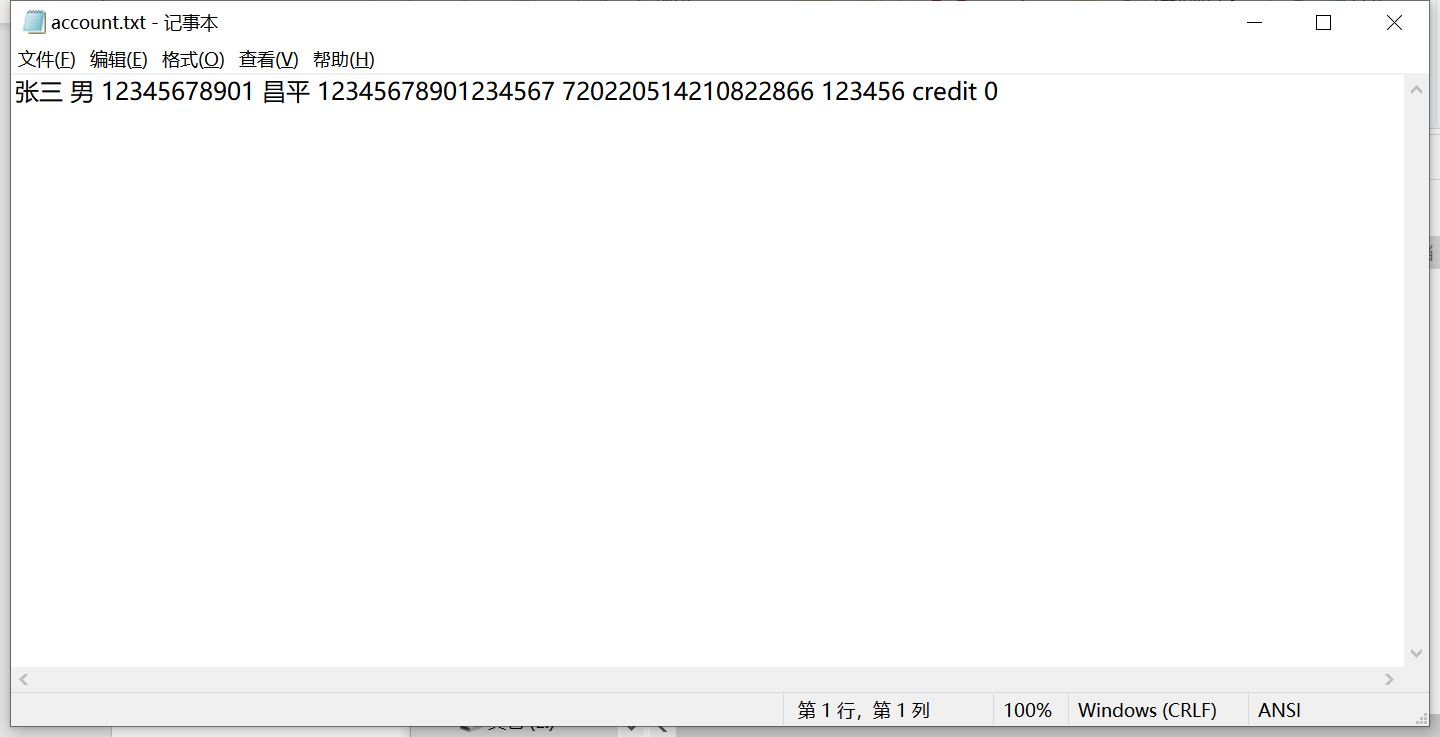 account.txt - 记事本
文件(F) 编辑(E) 格式(O) 查看(V) 帮助(H)
张三 男 12345678901 昌平 12345678901234567 720220514210822866 123456 credit 0
第 1 行，第 1 列 100% Windows (CRLF) ANSI